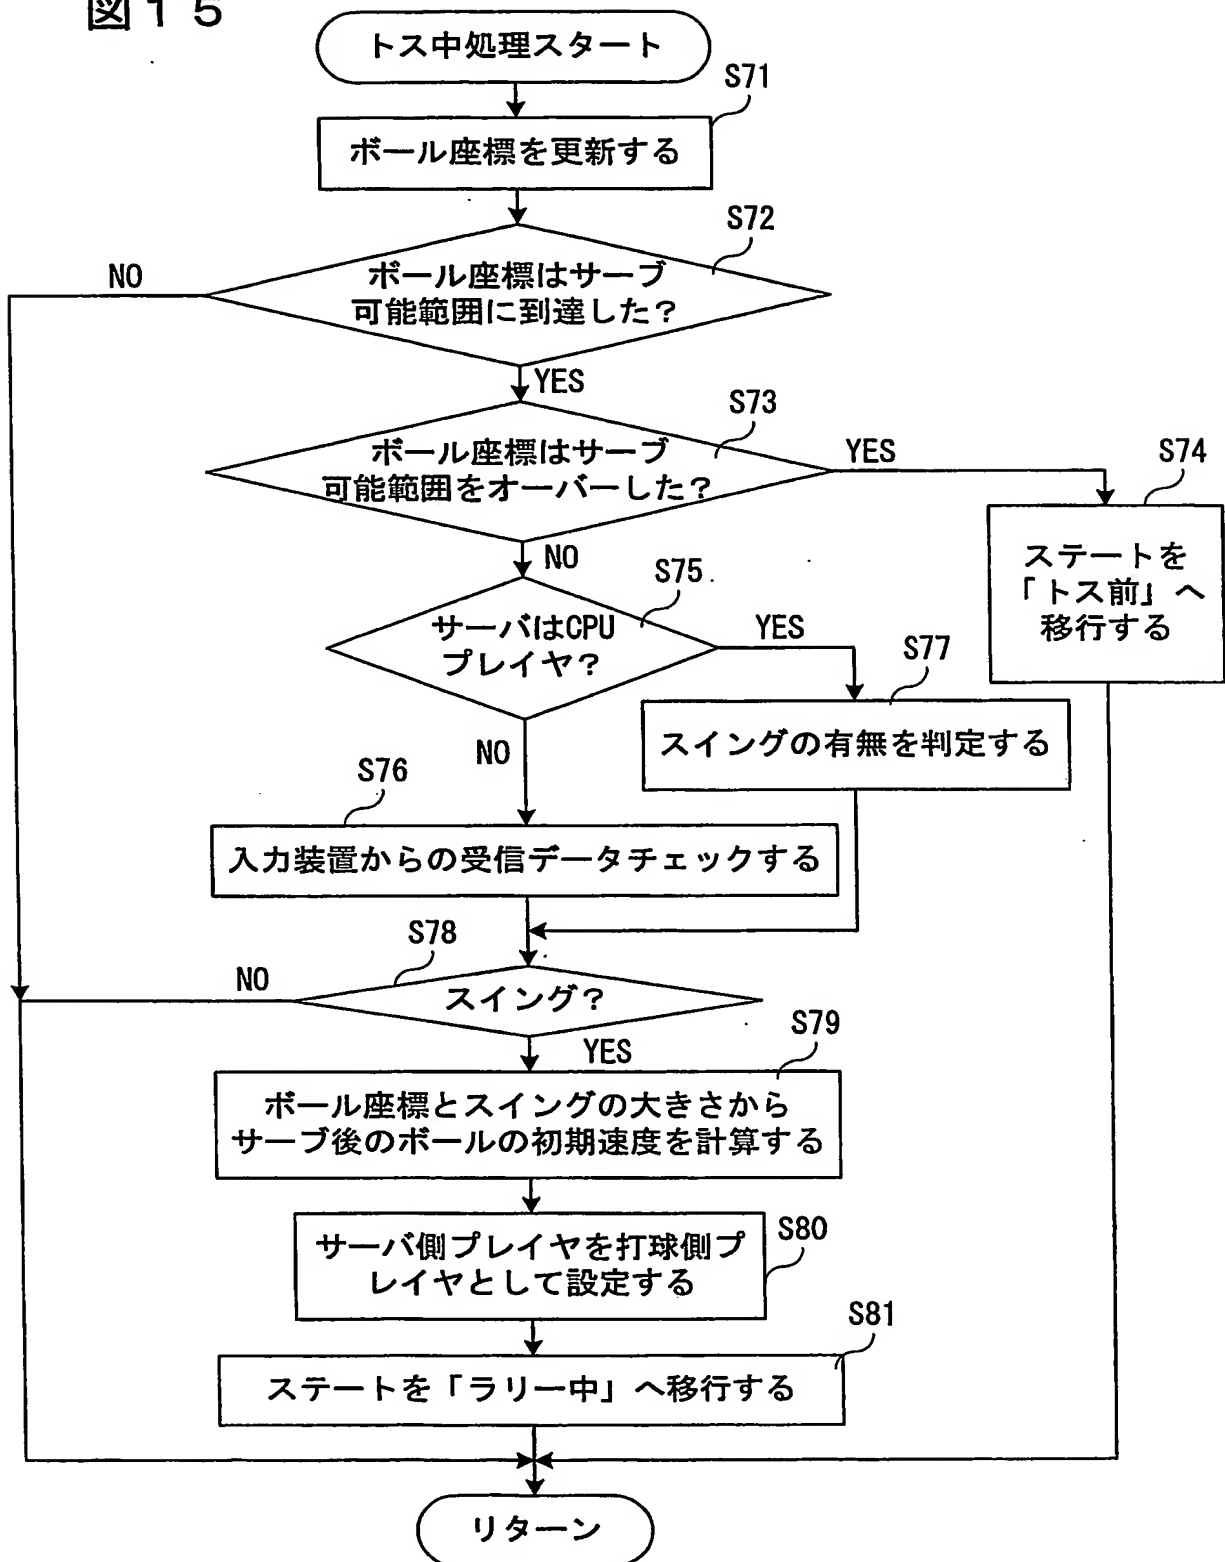 図15
トス中処理スタート
S71
ボール座標を更新する
S72
NO
ボール座標はサーブ
可能範囲に到達した?
YES
S73
ボール座標はサーブ
可能範囲をオーバーした?
YES
S74
ステートを
「トス前」へ
移行する
NO
S75
サーバはCPU
プレイヤ?
YES
S77
スイングの有無を判定する
NO
S76
入力装置からの受信データチェックする
S78
NO
スイング?
YES
S79
ボール座標とスイングの大きさから
サーブ後のボールの初期速度を計算する
S80
サーバ側プレイヤを打球側プ
レイヤとして設定する
S81
ステートを「ラリー中」へ移行する
リターン